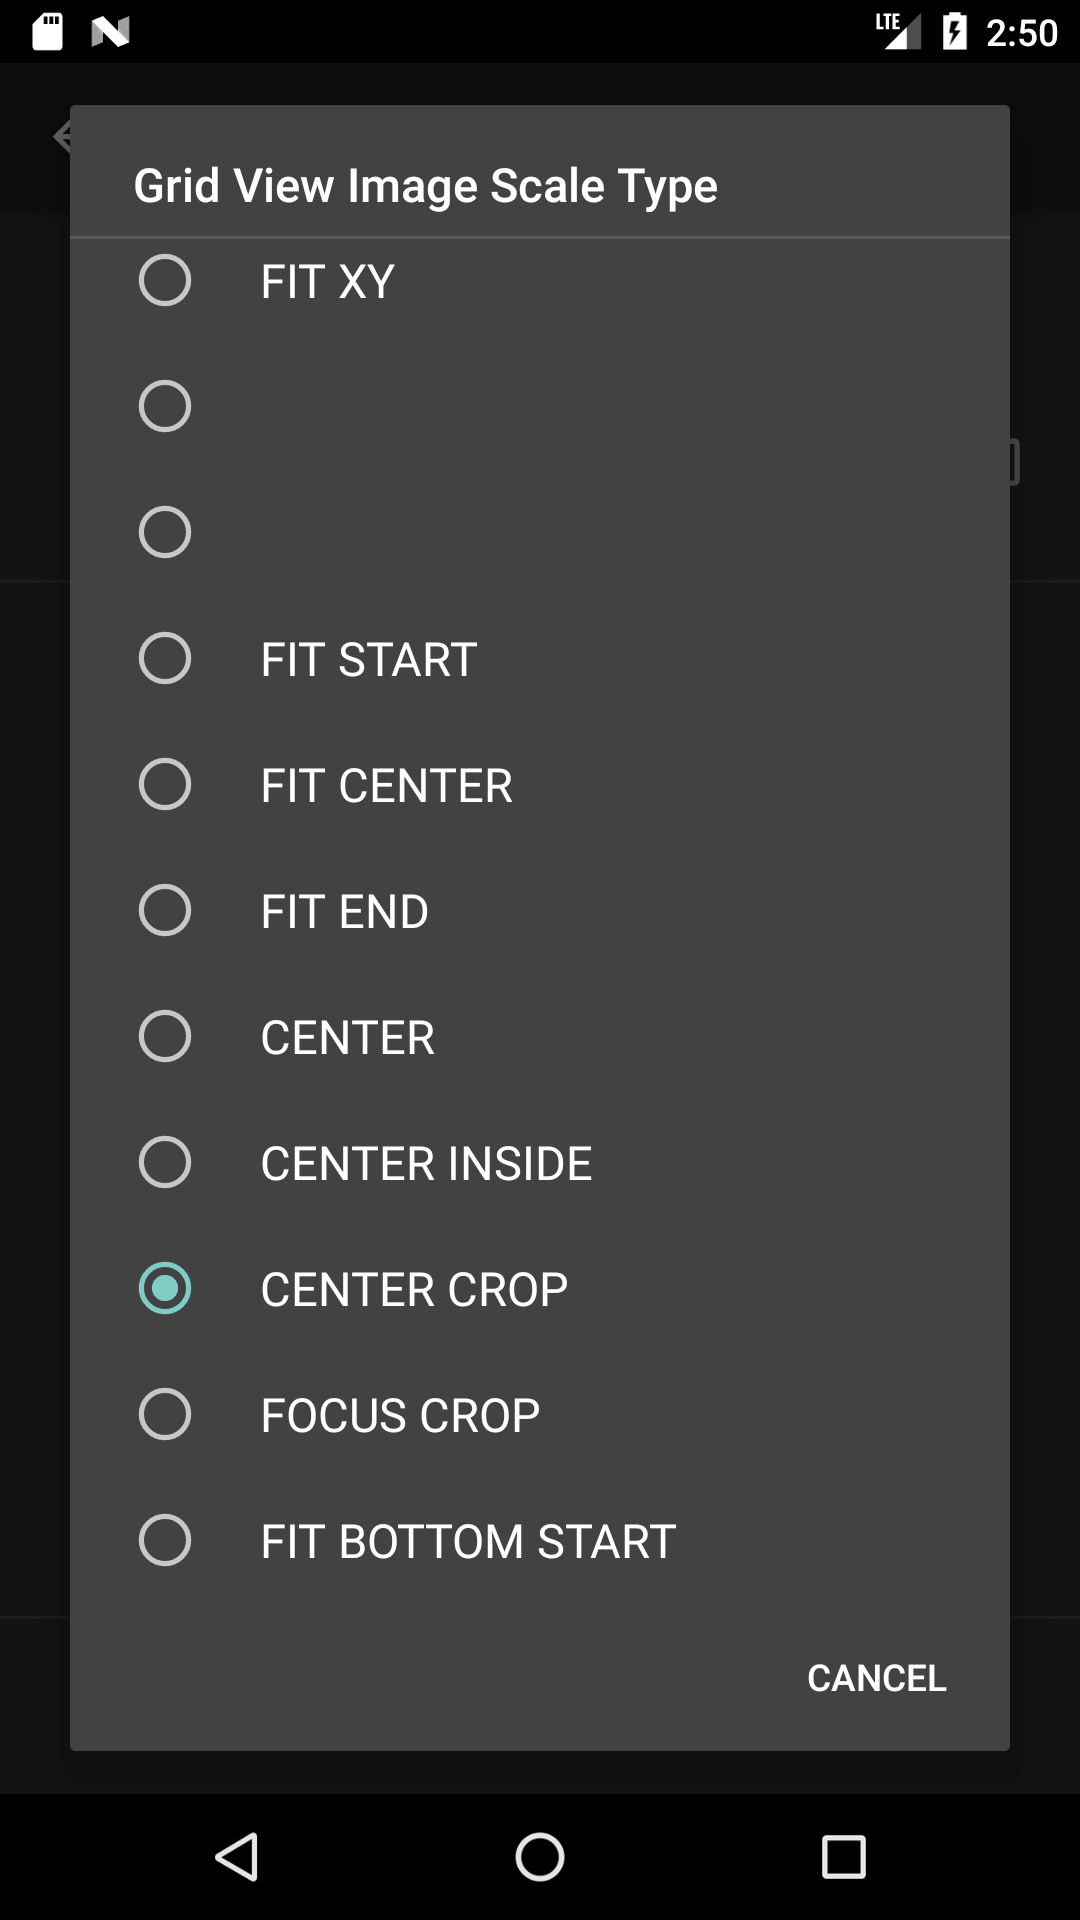 LTE 2:50
Grid View Image Scale Type
FIT XY
FIT START
FIT CENTER
FIT END
CENTER
CENTER INSIDE
CENTER CROP
FOCUS CROP
FIT BOTTOM START
CANCEL